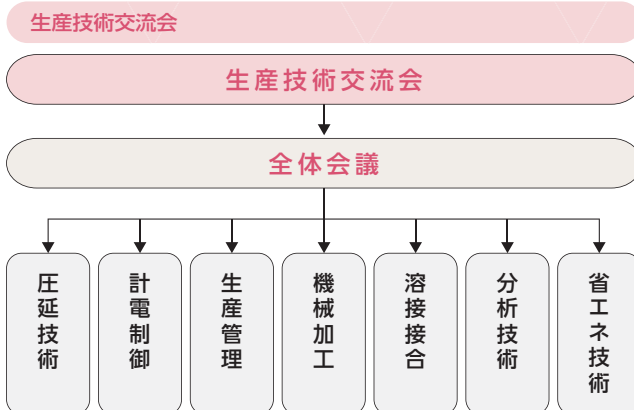 生産技術交流会
生産技術交流会
全体会議
圧延技術
計電制御
生産管理
機械加工
溶接接合
分析技術
省エネ技術